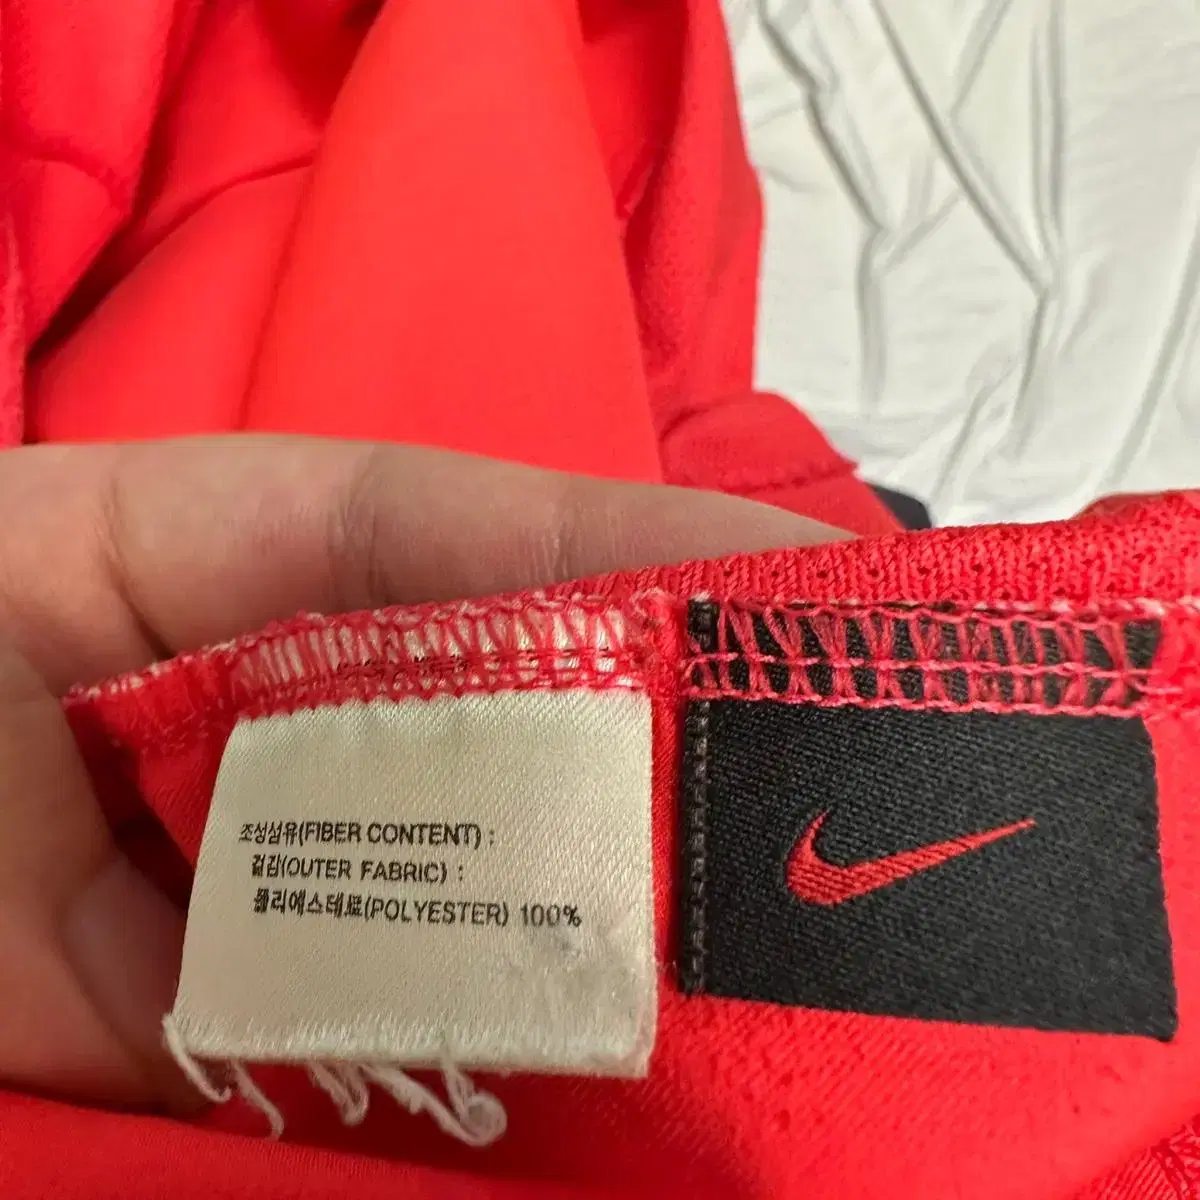 조성섬유(FIBER CONTENT) :
겉감(OUTER FABRIC) :
폴리에스테르(POLYESTER) 100%